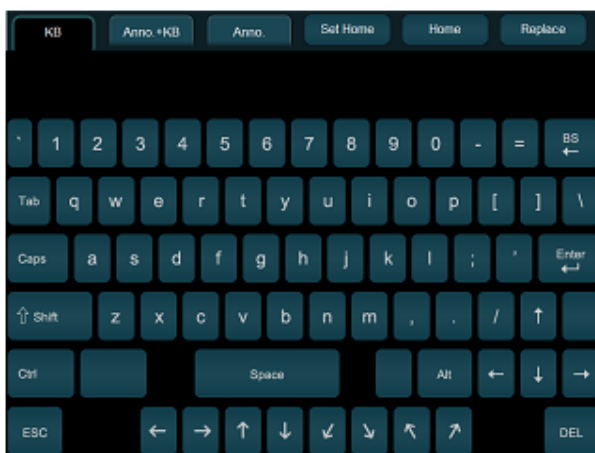 KB Anno.+KB Anno. Set Home Home Replace
` 1 2 3 4 5 6 7 8 9 0 - = BS ←
Tab q w e r t y u i o p [ ] \
Caps a s d f g h j k l ; ' Enter ↵
⇧ Shift z x c v b n m , . / ↑
Ctrl Space Alt ← ↓ →
ESC ← → ↑ ↓ ↙ ↘ ↖ ↗ DEL